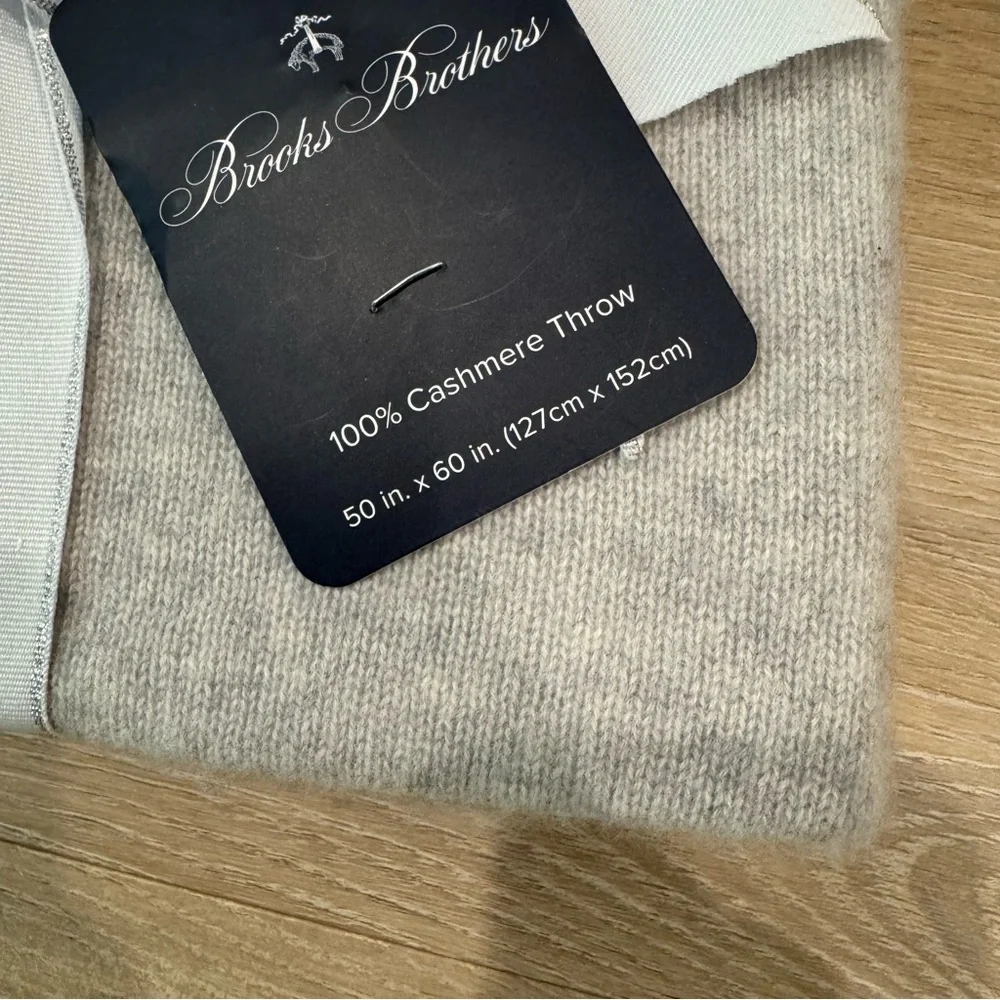 Brooks Brothers
100% Cashmere Throw
50 in. x 60 in. (127cm x 152cm)